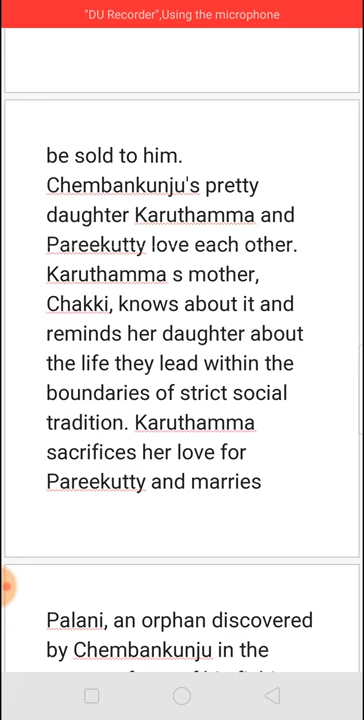 "DU Recorder",Using the microphone
be sold to him.
Chembankunju's pretty
daughter Karuthamma and
Pareekutty love each other.
Karuthamma s mother,
Chakki, knows about it and
reminds her daughter about
the life they lead within the
boundaries of strict social
tradition. Karuthamma
sacrifices her love for
Pareekutty and marries
Palani, an orphan discovered
by Chembankunju in the